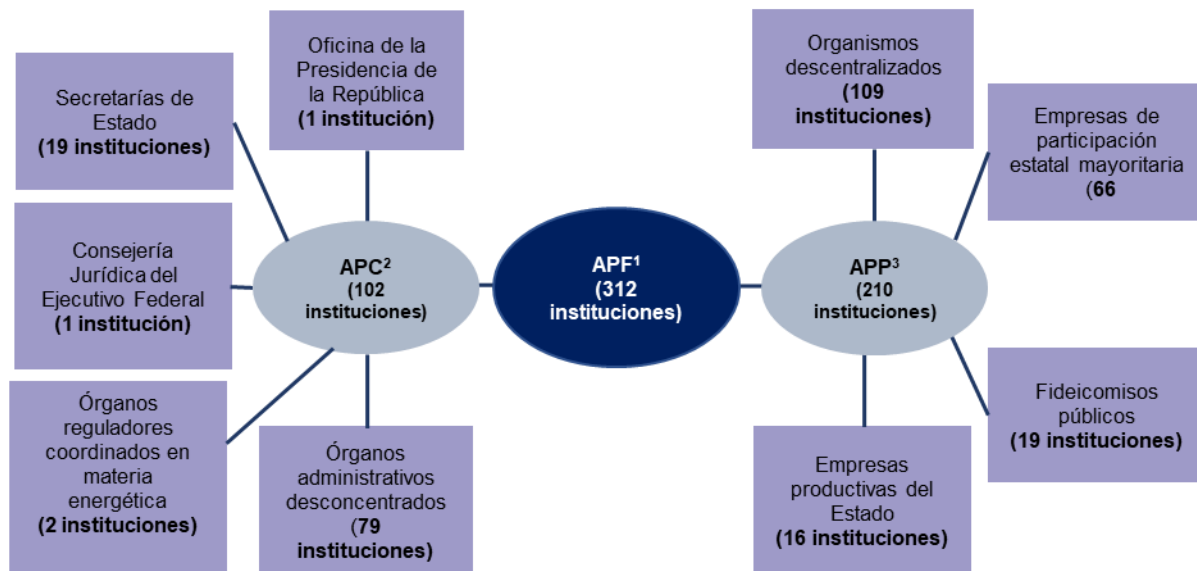 Oficina de la
Presidencia de
la República
(1 institución)
Secretarías de
Estado
(19 instituciones)
Consejería
Jurídica del
Ejecutivo Federal
(1 institución)
Órganos
reguladores
coordinados en
materia
energética
(2 instituciones)
Órganos
administrativos
desconcentrados
(79
instituciones)
APC²
(102
instituciones)
APF¹
(312
instituciones)
APP³
(210
instituciones)
Organismos
descentralizados
(109
instituciones)
Empresas de
participación
estatal mayoritaria
(66
Fideicomisos
públicos
(19 instituciones)
Empresas
productivas del
Estado
(16 instituciones)